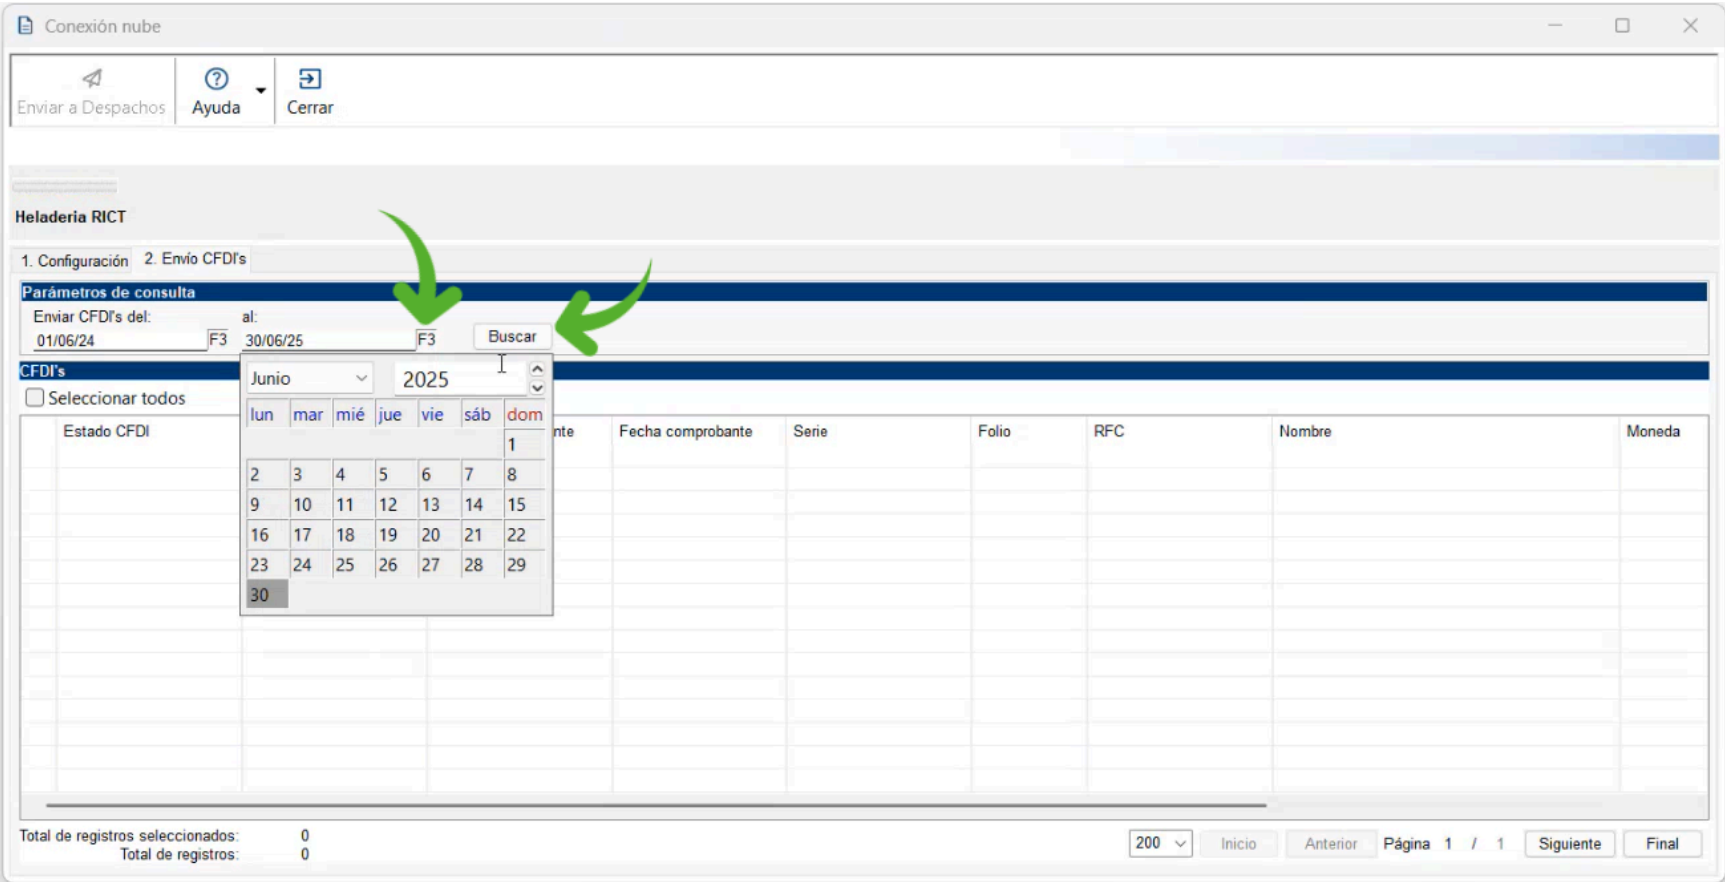 Conexión nube
Enviar a Despachos
Ayuda
Cerrar
Heladeria RICT
1. Configuración
2. Envío CFDI's
Parámetros de consulta
Enviar CFDI's del:
al:
01/06/24
F3
30/06/25
F3
Buscar
CFDI's
Junio
2025
Seleccionar todos
lun mar mié jue vie sáb dom
Estado CFDI
nte
Fecha comprobante
Serie
Folio
RFC
Nombre
Moneda
1
2 3 4 5 6 7 8
9 10 11 12 13 14 15
16 17 18 19 20 21 22
23 24 25 26 27 28 29
30
Total de registros seleccionados: 0
Total de registros: 0
200
Inicio
Anterior
Página 1 / 1
Siguiente
Final